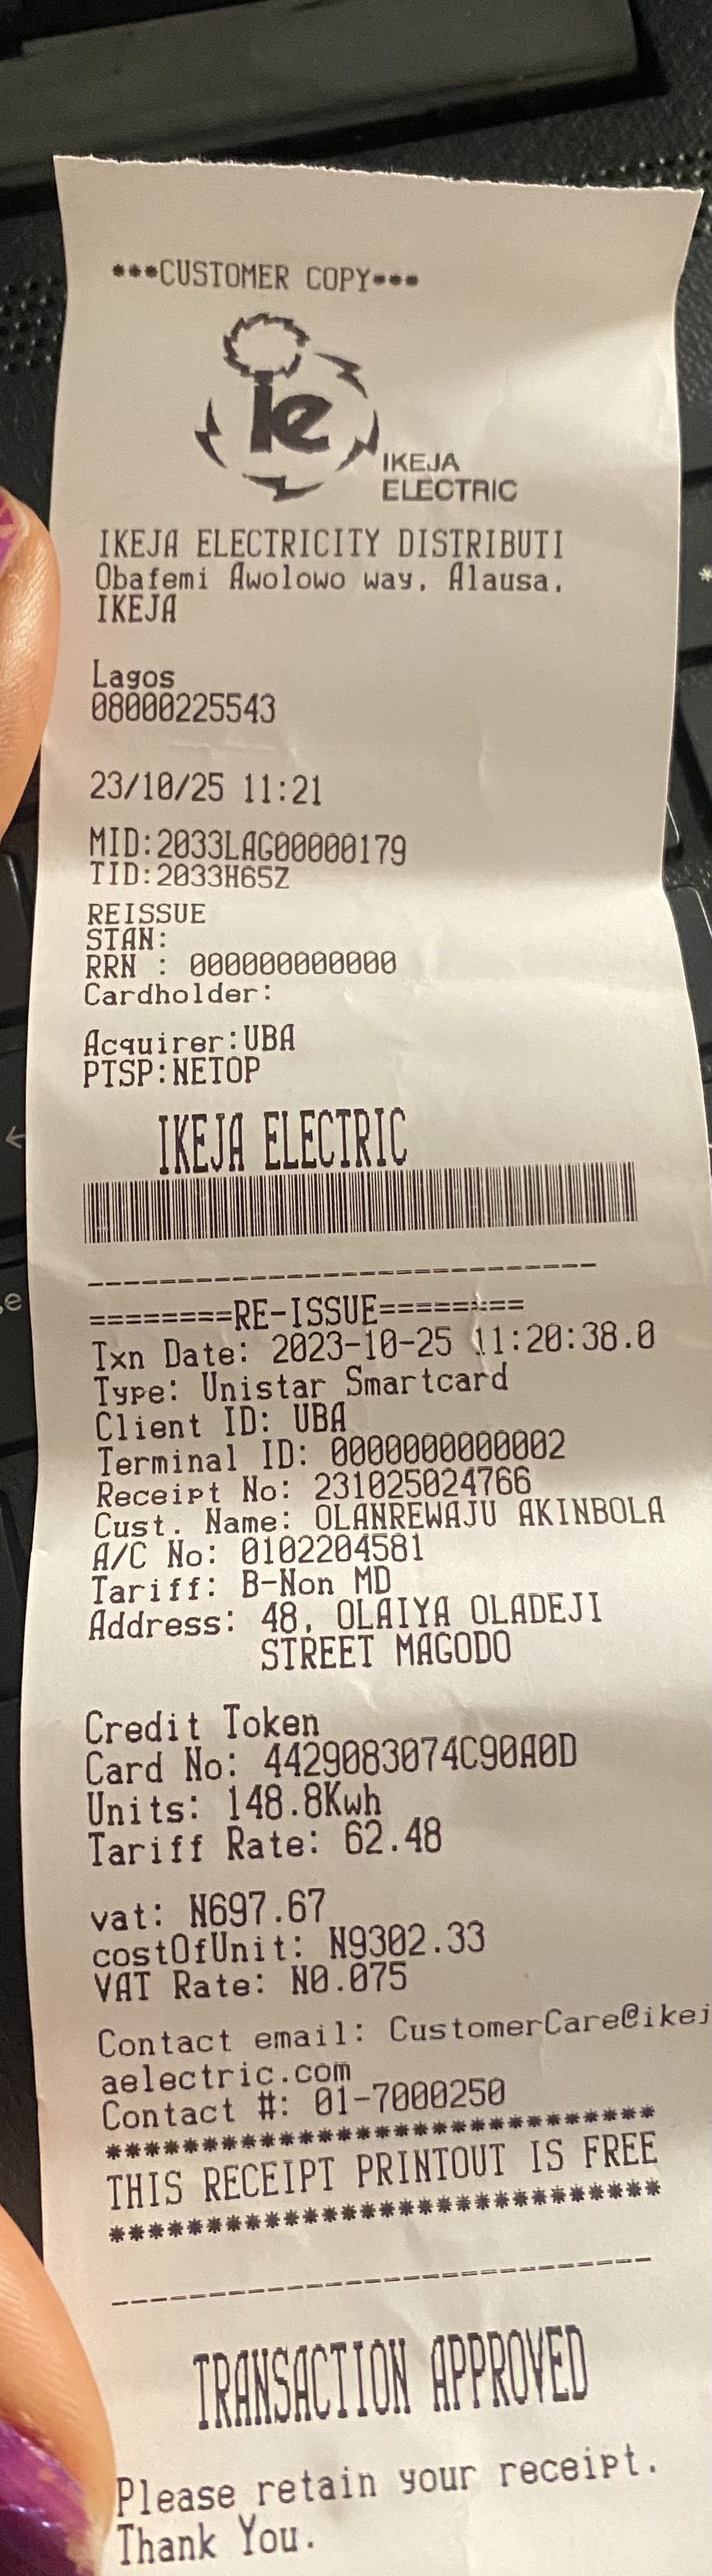 ***CUSTOMER COPY***
ie
IKEJA
ELECTRIC
IKEJA ELECTRICITY DISTRIBUTI
Obafemi Awolowo way, Alausa,
IKEJA
Lagos
08000225543
23/10/25 11:21
MID:2033LAG00000179
TID:2033H65Z
REISSUE
STAN:
RRN : 000000000000
Cardholder:
Acquirer:UBA
PTSP:NETOP
IKEJA ELECTRIC
----------------------------
========RE-ISSUE========
Txn Date: 2023-10-25 11:20:38.0
Type: Unistar Smartcard
Client ID: UBA
Terminal ID: 0000000000002
Receipt No: 231025024766
Cust. Name: OLANREWAJU AKINBOLA
A/C No: 0102204581
Tariff: B-Non MD
Address: 48, OLAIYA OLADEJI
STREET MAGODO
Credit Token
Card No: 4429083074C90A0D
Units: 148.8Kwh
Tariff Rate: 62.48
vat: N697.67
costOfUnit: N9302.33
VAT Rate: N0.075
Contact email: CustomerCare@ikej
aelectric.com
Contact #: 01-7000250
****************************
THIS RECEIPT PRINTOUT IS FREE
****************************
----------------------------
TRANSACTION APPROVED
Please retain your receipt.
Thank You.